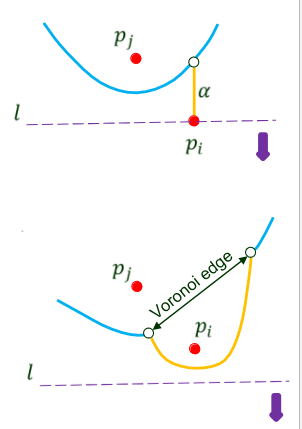 p_j
α
l
p_i
p_j
Voronoi edge
p_i
l